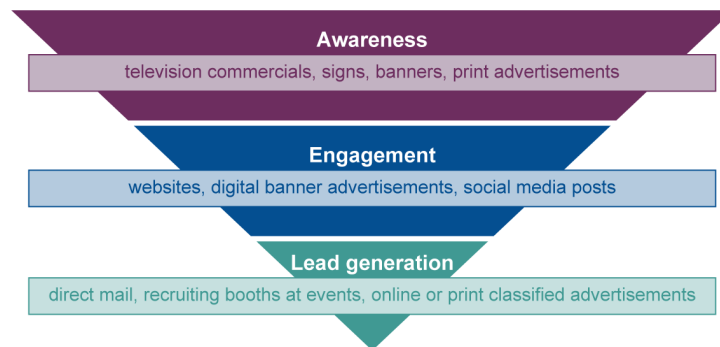 Awareness
television commercials, signs, banners, print advertisements
Engagement
websites, digital banner advertisements, social media posts
Lead generation
direct mail, recruiting booths at events, online or print classified advertisements